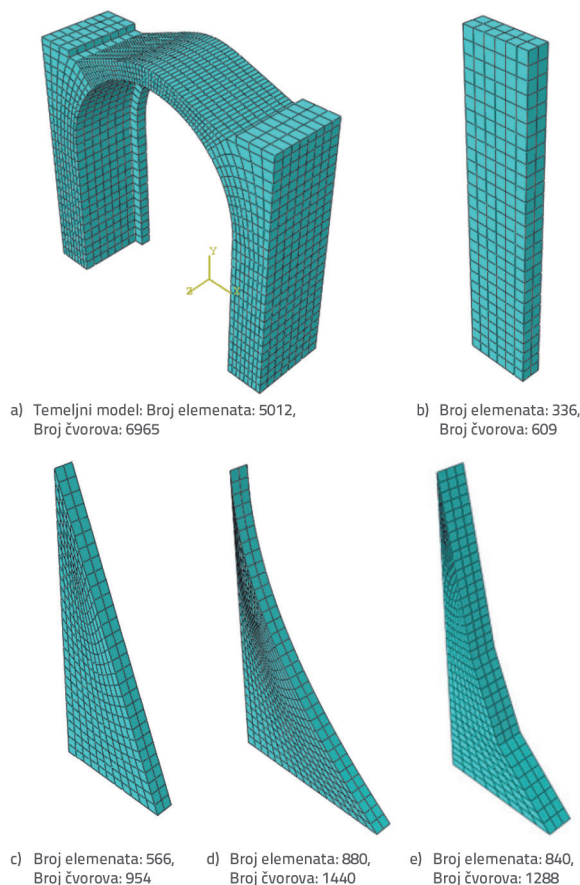 Y
Z
X
a) Temeljni model: Broj elemenata: 5012,
Broj čvorova: 6965
b) Broj elemenata: 336,
Broj čvorova: 609
c) Broj elemenata: 566,
Broj čvorova: 954
d) Broj elemenata: 880,
Broj čvorova: 1440
e) Broj elemenata: 840,
Broj čvorova: 1288